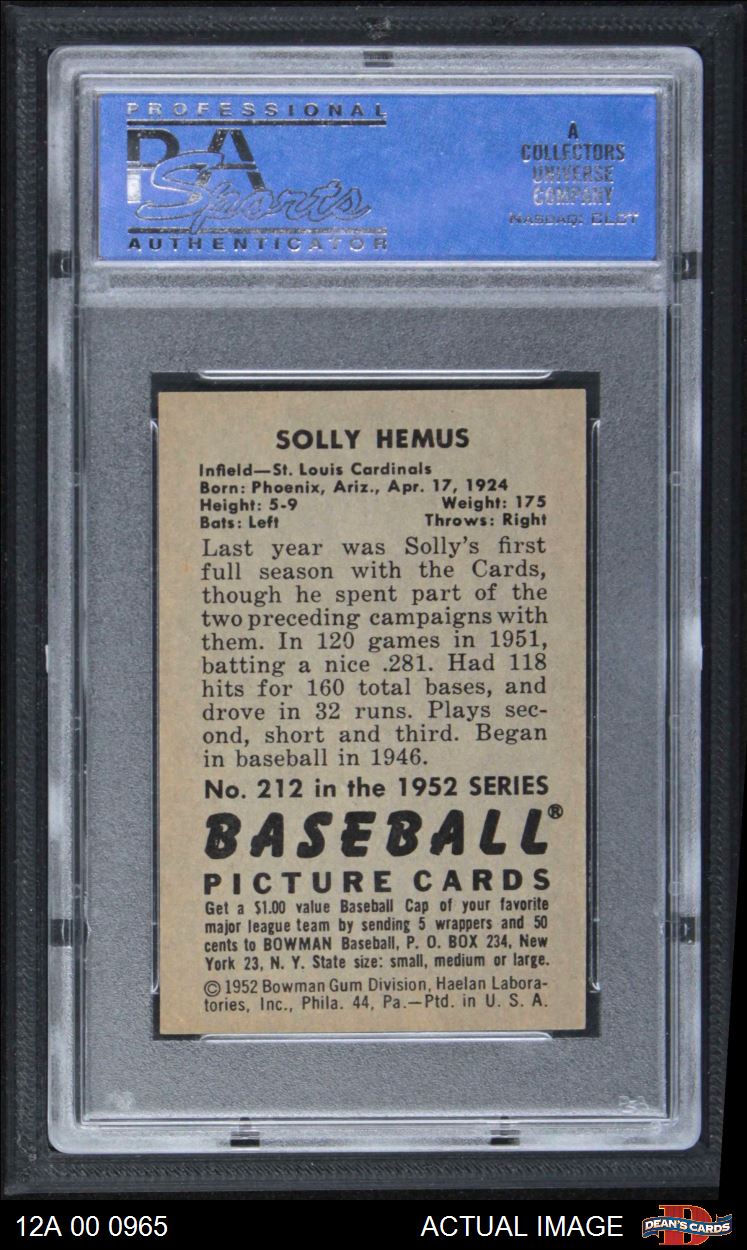 PROFESSIONAL
PSA
Sports
AUTHENTICATOR
A
COLLECTORS
UNIVERSE
COMPANY
NASDAQ: CLCT
SOLLY HEMUS
Infield—St. Louis Cardinals
Born: Phoenix, Ariz., Apr. 17, 1924
Height: 5-9 Weight: 175
Bats: Left Throws: Right
Last year was Solly's first
full season with the Cards,
though he spent part of the
two preceding campaigns with
them. In 120 games in 1951,
batting a nice .281. Had 118
hits for 160 total bases, and
drove in 32 runs. Plays sec-
ond, short and third. Began
in baseball in 1946.
No. 212 in the 1952 SERIES
BASEBALL®
PICTURE CARDS
Get a $1.00 value Baseball Cap of your favorite
major league team by sending 5 wrappers and 50
cents to BOWMAN Baseball, P. O. BOX 234, New
York 23, N. Y. State size: small, medium or large.
© 1952 Bowman Gum Division, Haelan Labora-
tories, Inc., Phila. 44, Pa.—Ptd. in U. S. A.
PSA
12A 00 0965 ACTUAL IMAGE DEAN'S CARDS